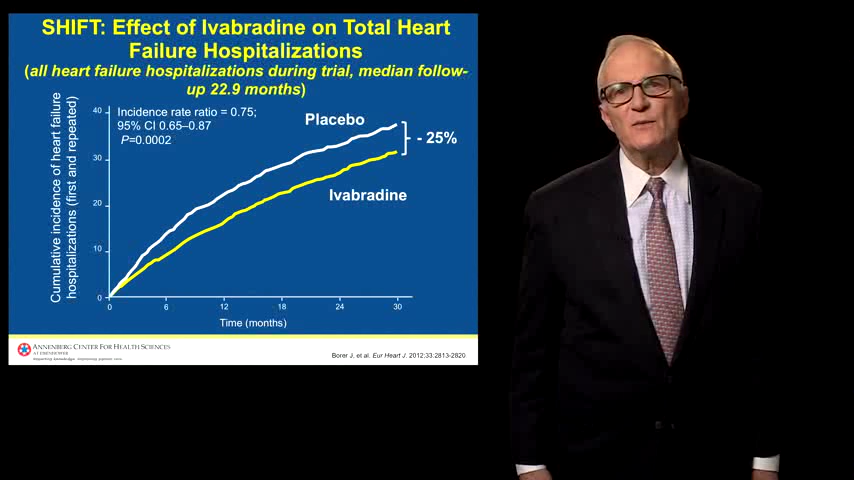 SHIFT: Effect of Ivabradine on Total Heart
Failure Hospitalizations
(all heart failure hospitalizations during trial, median follow-
up 22.9 months)
Cumulative incidence of heart failure
hospitalizations (first and repeated)
40
30
20
10
0
Incidence rate ratio = 0.75;
95% CI 0.65–0.87
P=0.0002
Placebo
- 25%
Ivabradine
0
6
12
18
24
30
Time (months)
ANNENBERG CENTER FOR HEALTH SCIENCES
AT EISENHOWER
Borer J, et al. Eur Heart J. 2012:33:2813-2820